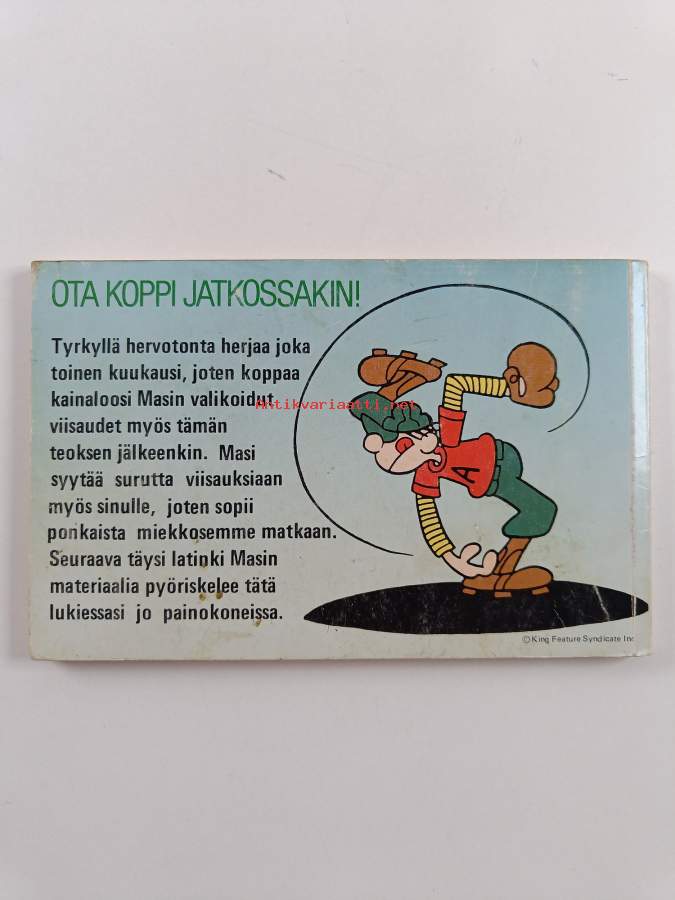 OTA KOPPI JATKOSSAKIN!
Tyrkyllä hervotonta herjaa joka
toinen kuukausi, joten koppaa
kainaloosi Masin valikoidut
viisaudet myös tämän
teoksen jälkeenkin. Masi
syytää surutta viisauksiaan
myös sinulle, joten sopii
ponkaista miekkosemme matkaan.
Seuraava täysi latinki Masin
materiaalia pyöriskelee tätä
lukiessasi jo painokoneissa.
Antikvariaatti.net
A
© King Feature Syndicate Inc